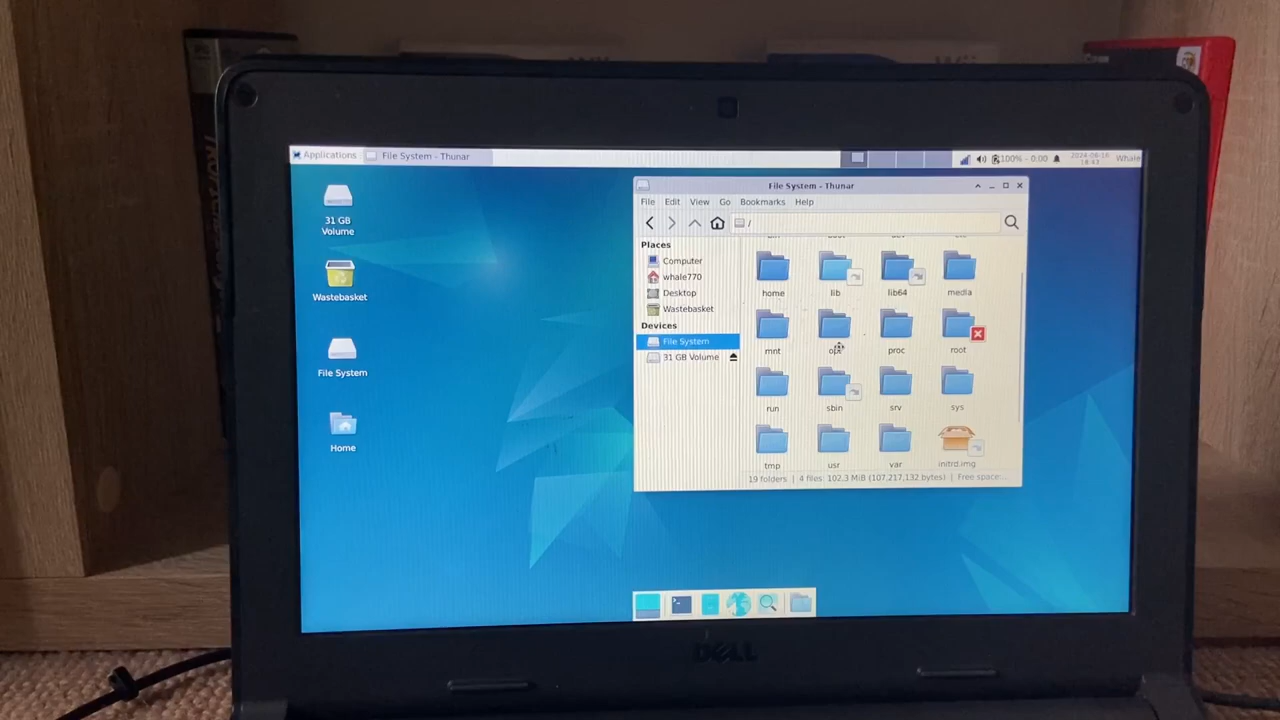 Wii
Wii
Applications
File System - Thunar
100% - 0:00
2024-06-16
18:43
Whale
31 GB
Volume
Wastebasket
File System
Home
File System - Thunar
File Edit View Go Bookmarks Help
/
Places
Computer
whale770
Desktop
Wastebasket
Devices
File System
31 GB Volume
home lib lib64 media
mnt opt proc root
run sbin srv sys
tmp usr var initrd.img
19 folders | 4 files: 102.3 MiB (107,217,132 bytes) | Free space:...
DELL